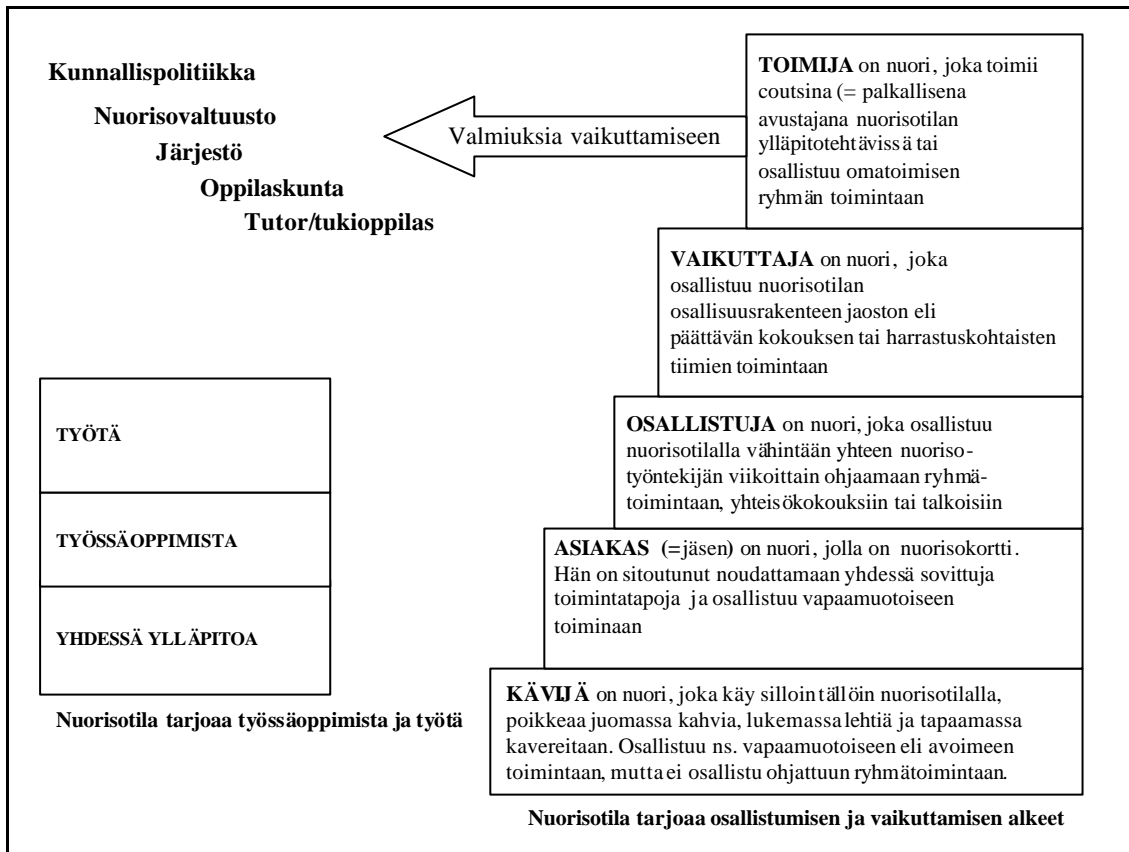 Kunnallispolitiikka
Nuorisovaltuusto
Järjestö
Oppilaskunta
Tutor/tukioppilas
Valmiuksia vaikuttamiseen
TOIMIJA on nuori, joka toimii
coutsina (= palkallisena
avustajana nuorisotilan
ylläpitotehtävissä tai
osallistuu omatoimisen
ryhmän toimintaan
VAIKUTTAJA on nuori, joka
osallistuu nuorisotilan
osallisuusrakenteen jaoston eli
päättävän kokouksen tai harrastuskohtaisten
tiimien toimintaan
OSALLISTUJA on nuori, joka osallistuu
nuorisotilalla vähintään yhteen nuoriso-
työntekijän viikoittain ohjaamaan ryhmä-
toimintaan, yhteisökokouksiin tai talkoisiin
ASIAKAS (=jäsen) on nuori, jolla on nuorisokortti.
Hän on sitoutunut noudattamaan yhdessä sovittuja
toimintatapoja ja osallistuu vapaamuotoiseen
toiminaan
KÄVIJÄ on nuori, joka käy silloin tällöin nuorisotilalla,
poikkeaa juomassa kahvia, lukemassa lehtiä ja tapaamassa
kavereitaan. Osallistuu ns. vapaamuotoiseen eli avoimeen
toimintaan, mutta ei osallistu ohjattuun ryhmätoimintaan.
Nuorisotila tarjoaa osallistumisen ja vaikuttamisen alkeet
TYÖTÄ
TYÖSSÄOPPIMISTA
YHDESSÄ YLLÄPITOA
Nuorisotila tarjoaa työssäoppimista ja työtä